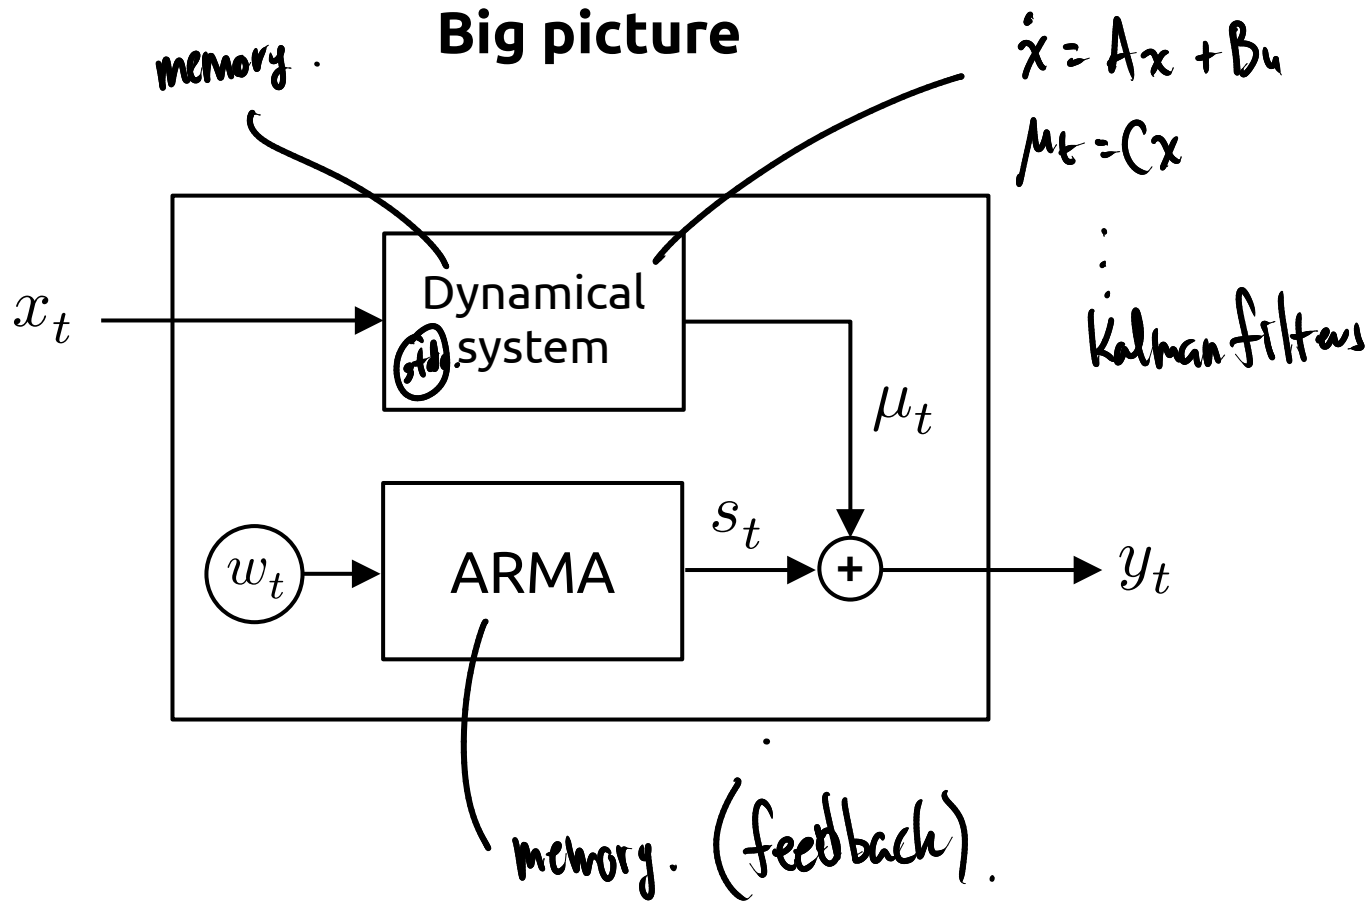 Big picture
memory.
ẋ = Ax + Bu
μt = Cx
⋮
Kalman filters
xt
Dynamical
system
μt
wt
ARMA
st
+
yt
memory. (feedback).